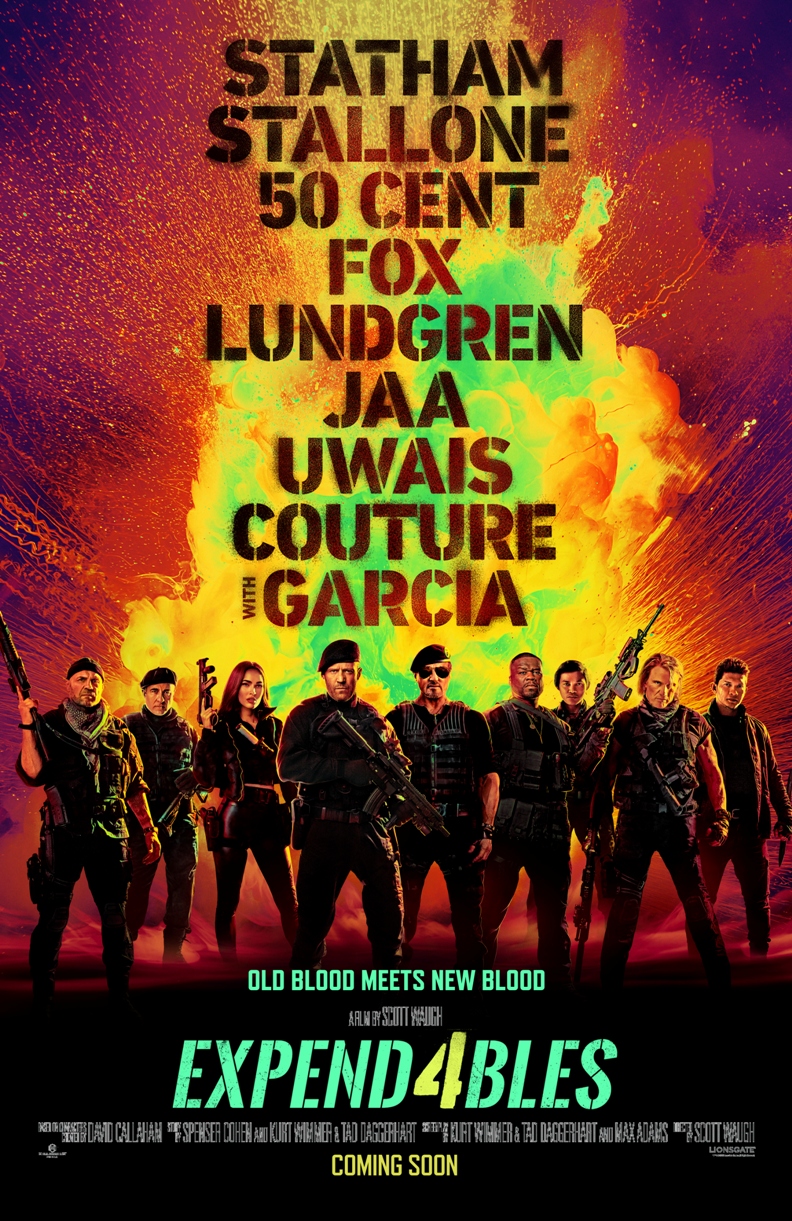 STATHAM
STALLONE
50 CENT
FOX
LUNDGREN
JAA
UWAIS
COUTURE
WITH GARCIA
OLD BLOOD MEETS NEW BLOOD
A FILM BY SCOTT WAUGH
EXPEND4BLES
DAVID CALLAHAM SPENSER COHEN AND KURT WIMMER & TAD DAGGERHART KURT WIMMER & TAD DAGGERHART AND MAX ADAMS SCOTT WAUGH
LIONSGATE
COMING SOON